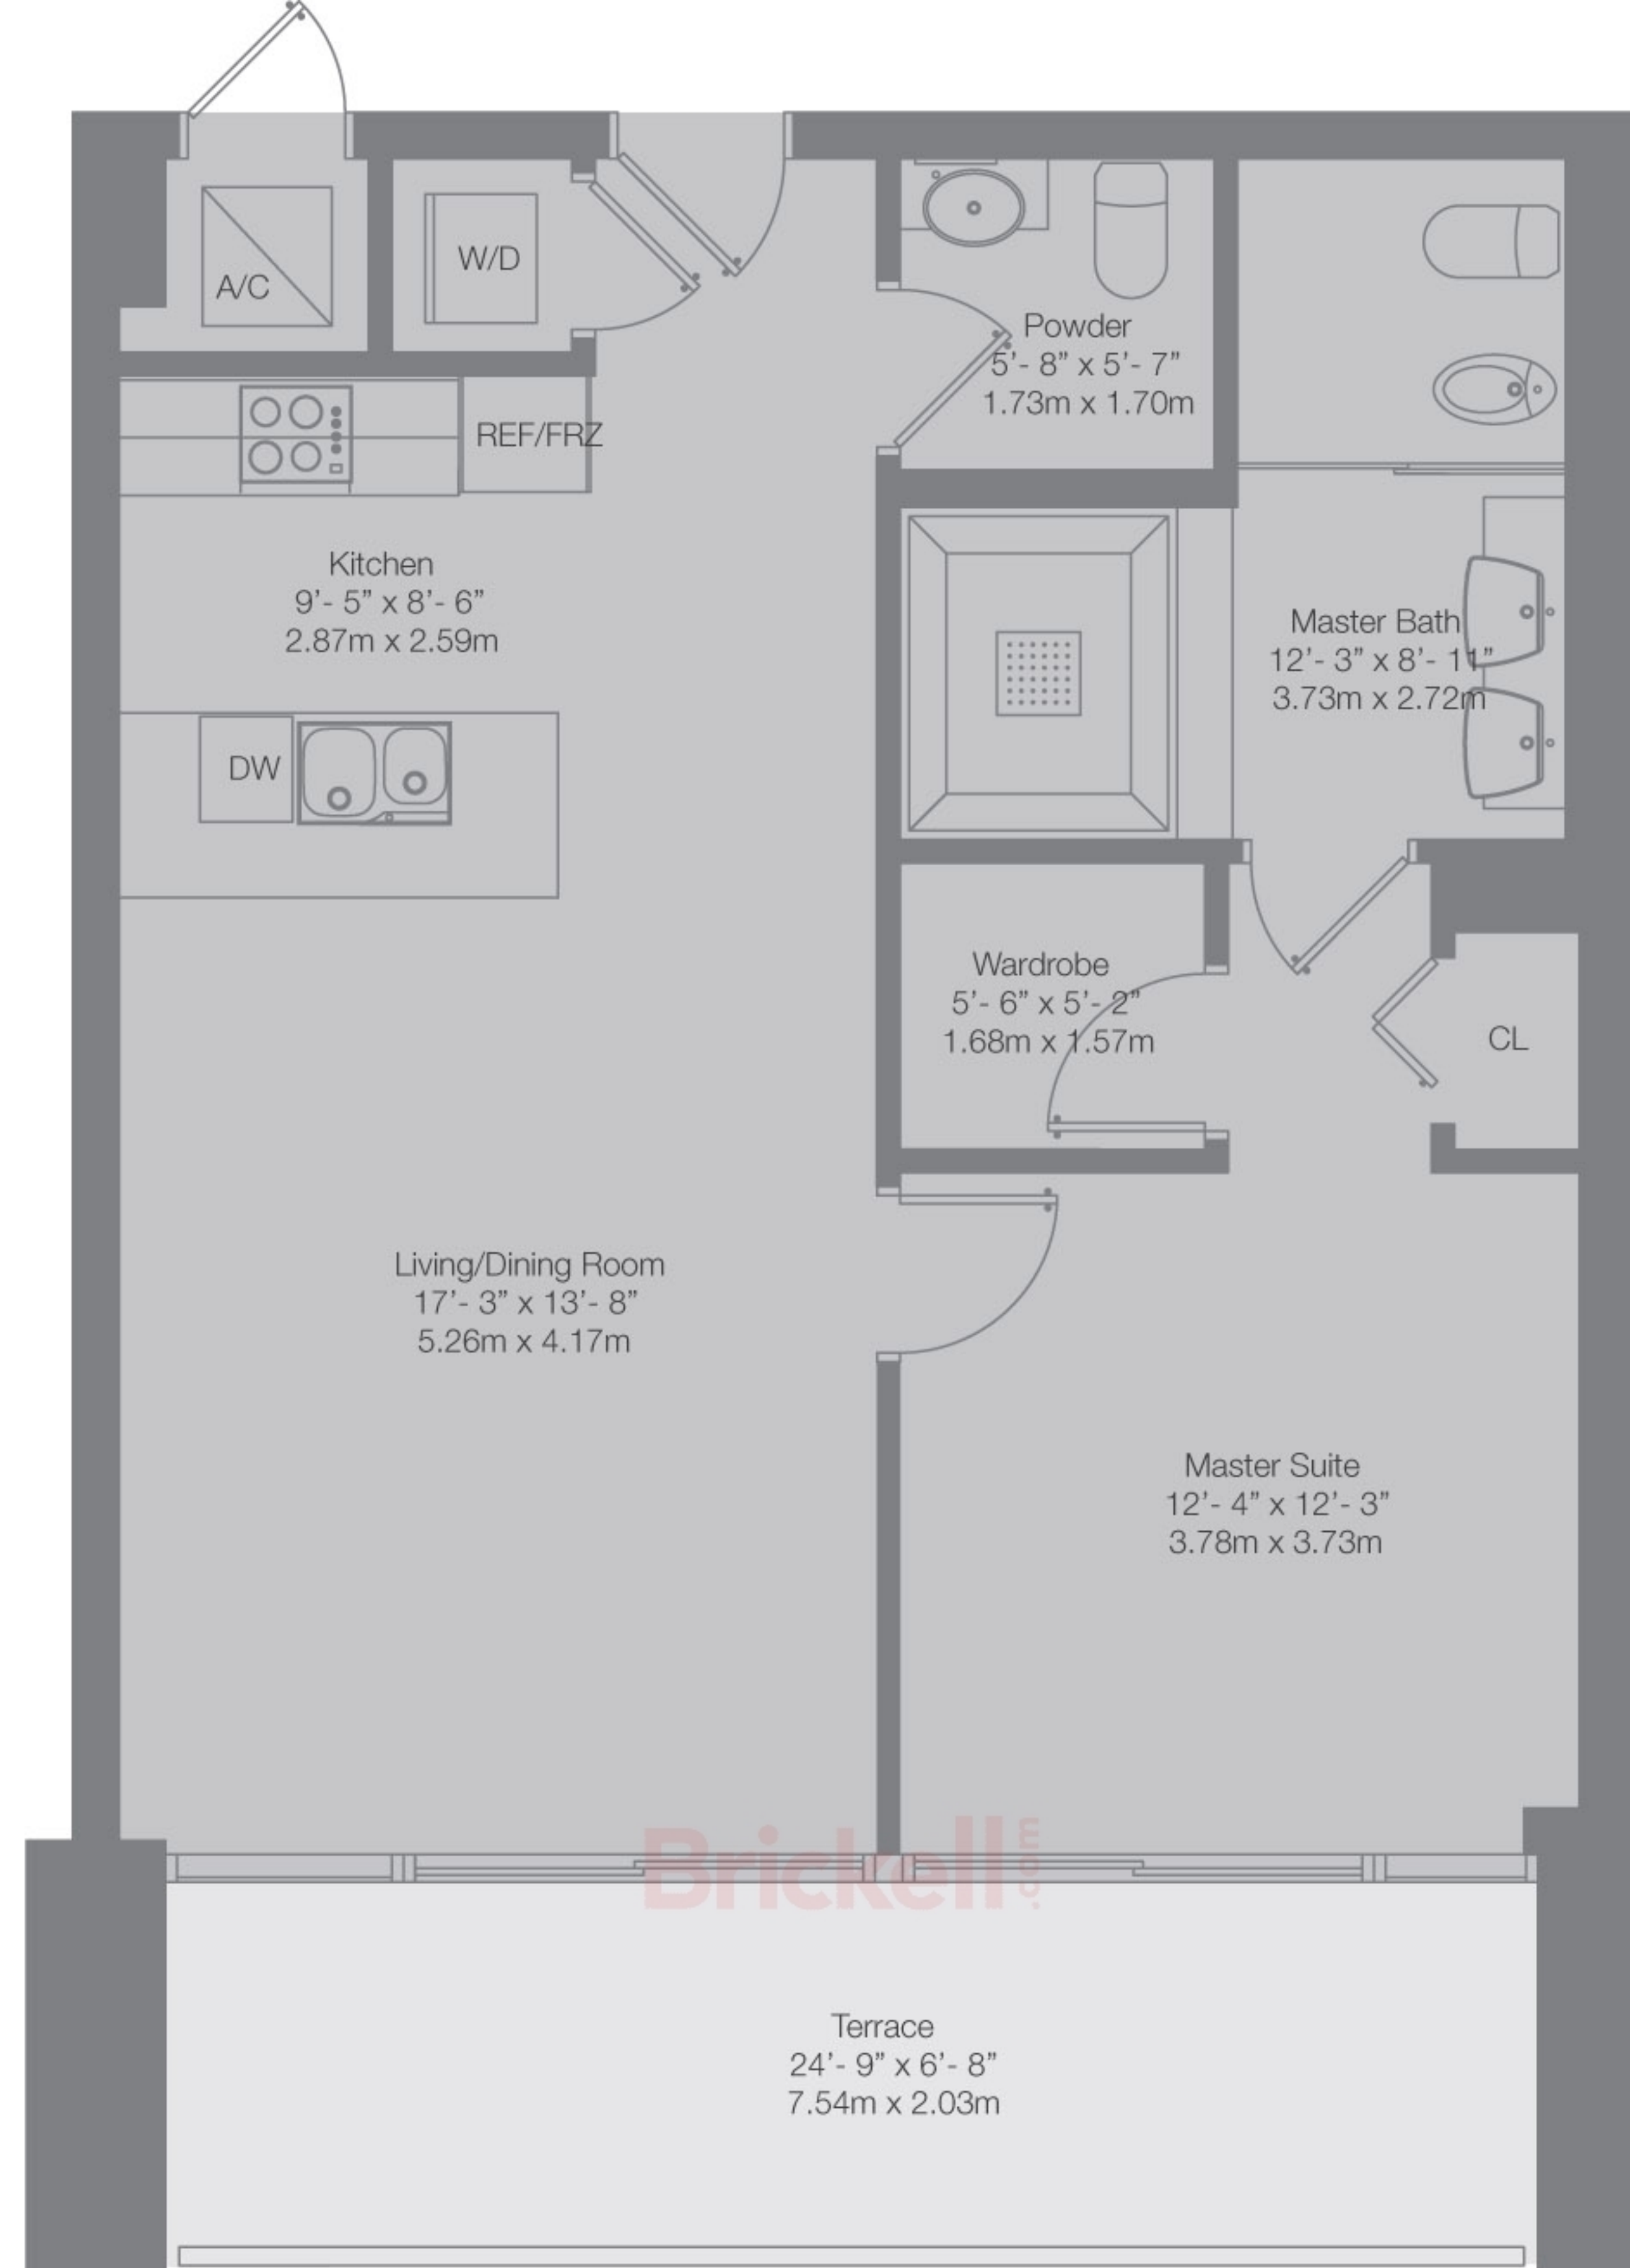 A/C
W/D
Powder
5’- 8” x 5’- 7”
1.73m x 1.70m
REF/FRZ
Kitchen
9’- 5” x 8’- 6”
2.87m x 2.59m
Master Bath
12’- 3” x 8’- 11”
3.73m x 2.72m
DW
Wardrobe
5’- 6” x 5’- 2”
1.68m x 1.57m
CL
Living/Dining Room
17’- 3” x 13’- 8”
5.26m x 4.17m
Master Suite
12’- 4” x 12’- 3”
3.78m x 3.73m
Brickell.com
Terrace
24’- 9” x 6’- 8”
7.54m x 2.03m